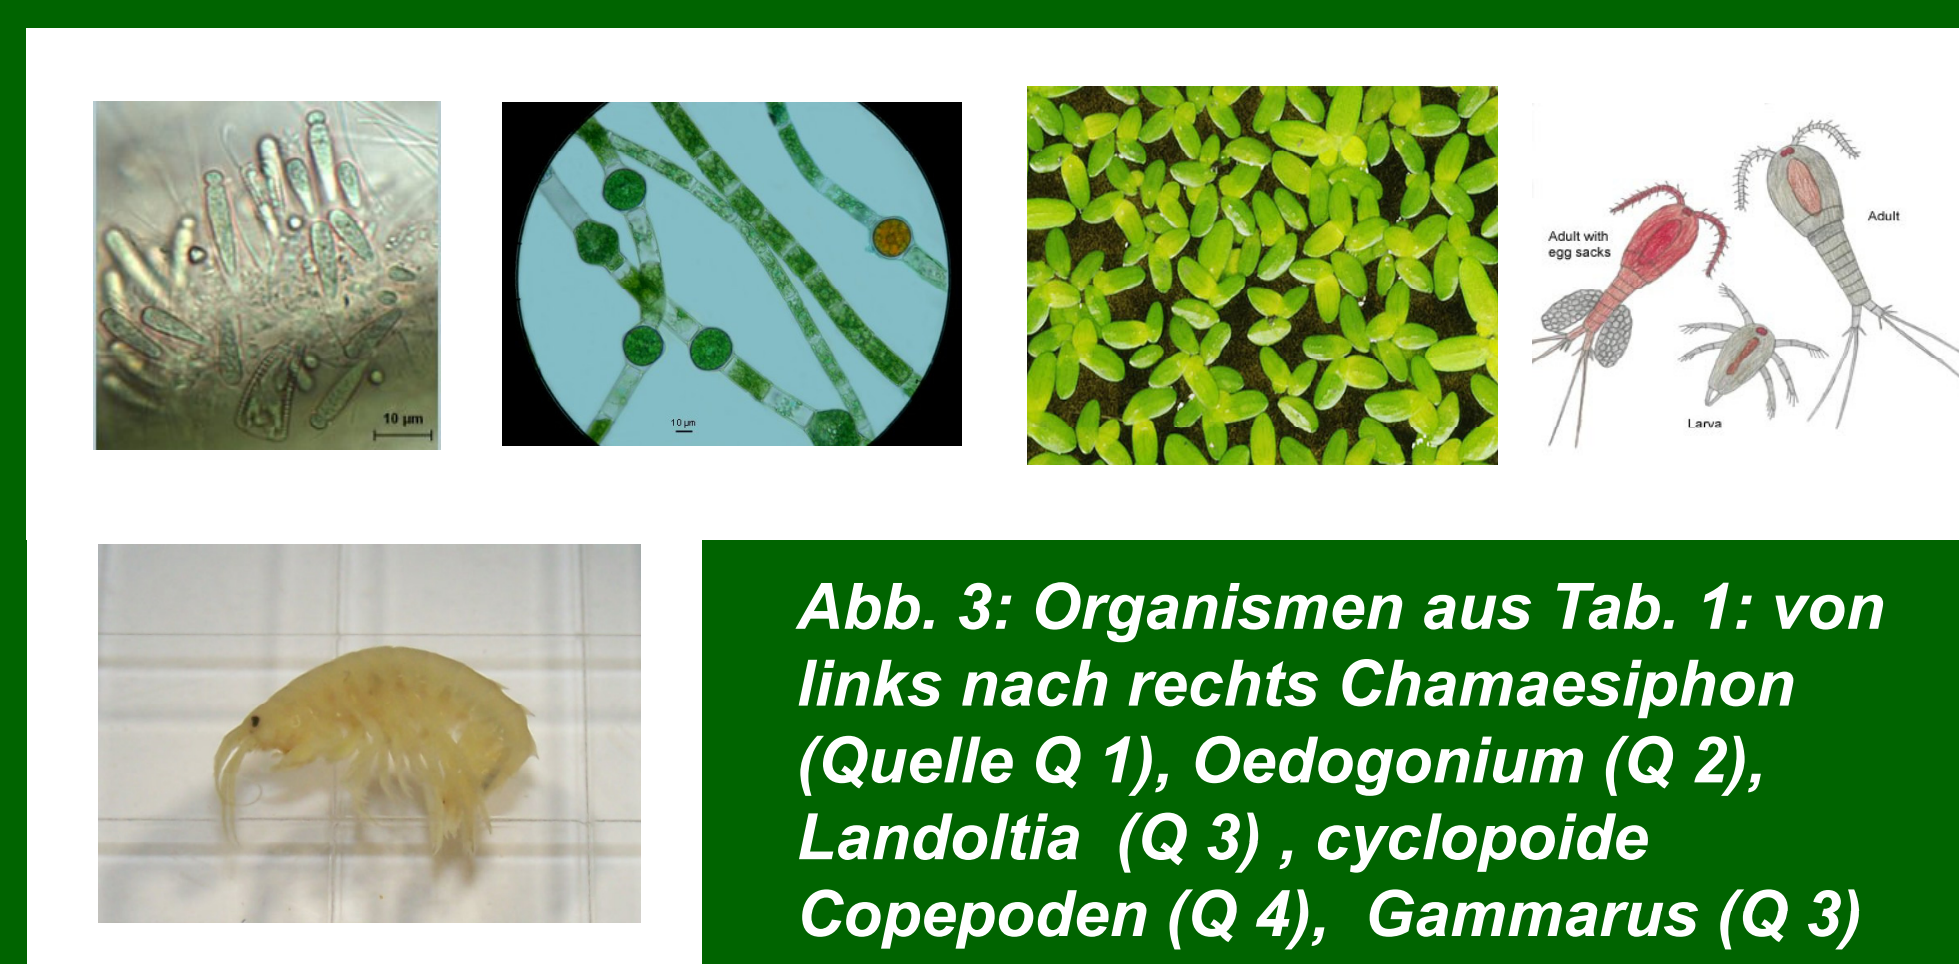 10 µm
10 µm
Adult with
egg sacks
Adult
Larva
Abb. 3: Organismen aus Tab. 1: von
links nach rechts Chamaesiphon
(Quelle Q 1), Oedogonium (Q 2),
Landoltia (Q 3) , cyclopoide
Copepoden (Q 4), Gammarus (Q 3)